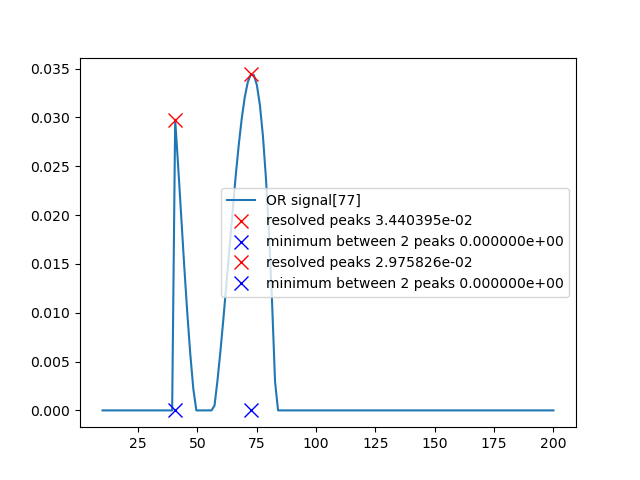 0.035
0.030
0.025
0.020
0.015
0.010
0.005
0.000
OR signal[77]
resolved peaks 3.440395e-02
minimum between 2 peaks 0.000000e+00
resolved peaks 2.975826e-02
minimum between 2 peaks 0.000000e+00
25 50 75 100 125 150 175 200